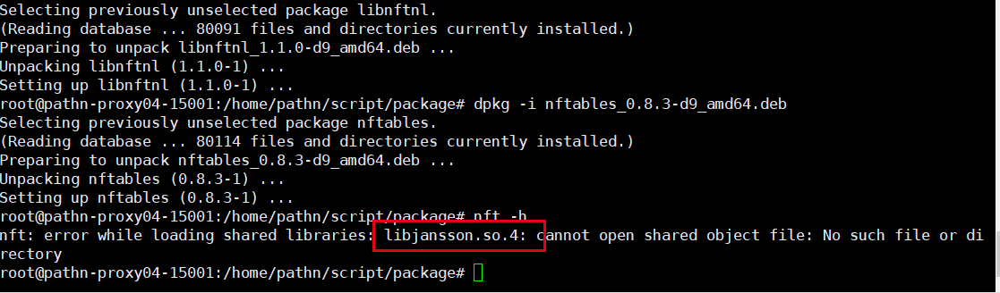 Selecting previously unselected package libnftnl.
(Reading database ... 80091 files and directories currently installed.)
Preparing to unpack libnftnl_1.1.0-d9_amd64.deb ...
Unpacking libnftnl (1.1.0-1) ...
Setting up libnftnl (1.1.0-1) ...
root@pathn-proxy04-15001:/home/pathn/script/package# dpkg -i nftables_0.8.3-d9_amd64.deb
Selecting previously unselected package nftables.
(Reading database ... 80114 files and directories currently installed.)
Preparing to unpack nftables_0.8.3-d9_amd64.deb ...
Unpacking nftables (0.8.3-1) ...
Setting up nftables (0.8.3-1) ...
root@pathn-proxy04-15001:/home/pathn/script/package# nft -h
nft: error while loading shared libraries: libjansson.so.4: cannot open shared object file: No such file or di
rectory
root@pathn-proxy04-15001:/home/pathn/script/package#